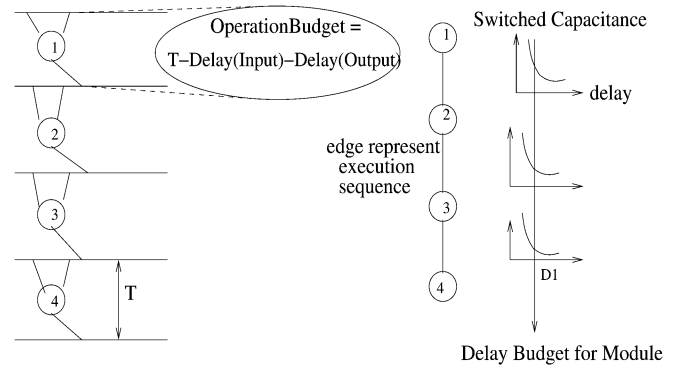 OperationBudget =
T–Delay(Input)–Delay(Output)
1
2
3
4
T
edge represent
execution
sequence
1
2
3
4
Switched Capacitance
delay
D1
Delay Budget for Module